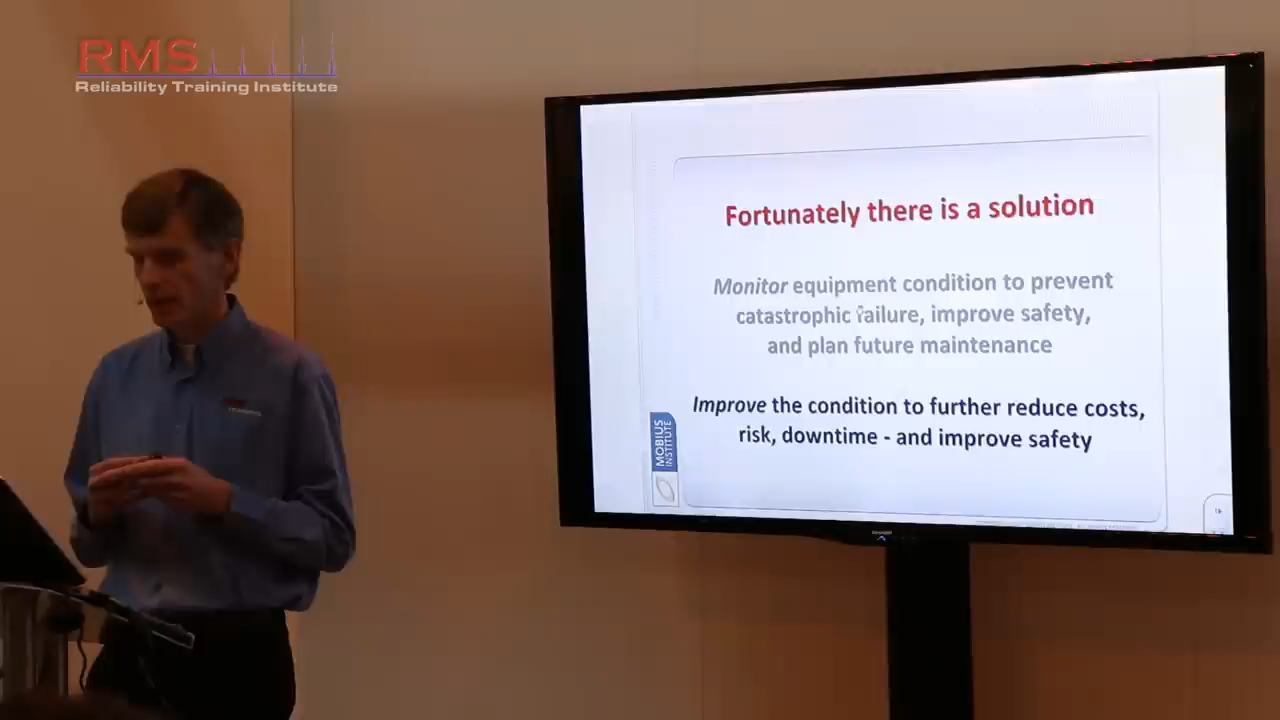 RMS
Reliability Training Institute
Fortunately there is a solution
Monitor equipment condition to prevent
catastrophic failure, improve safety,
and plan future maintenance
Improve the condition to further reduce costs,
risk, downtime - and improve safety
MOBIUS
INSTITUTE